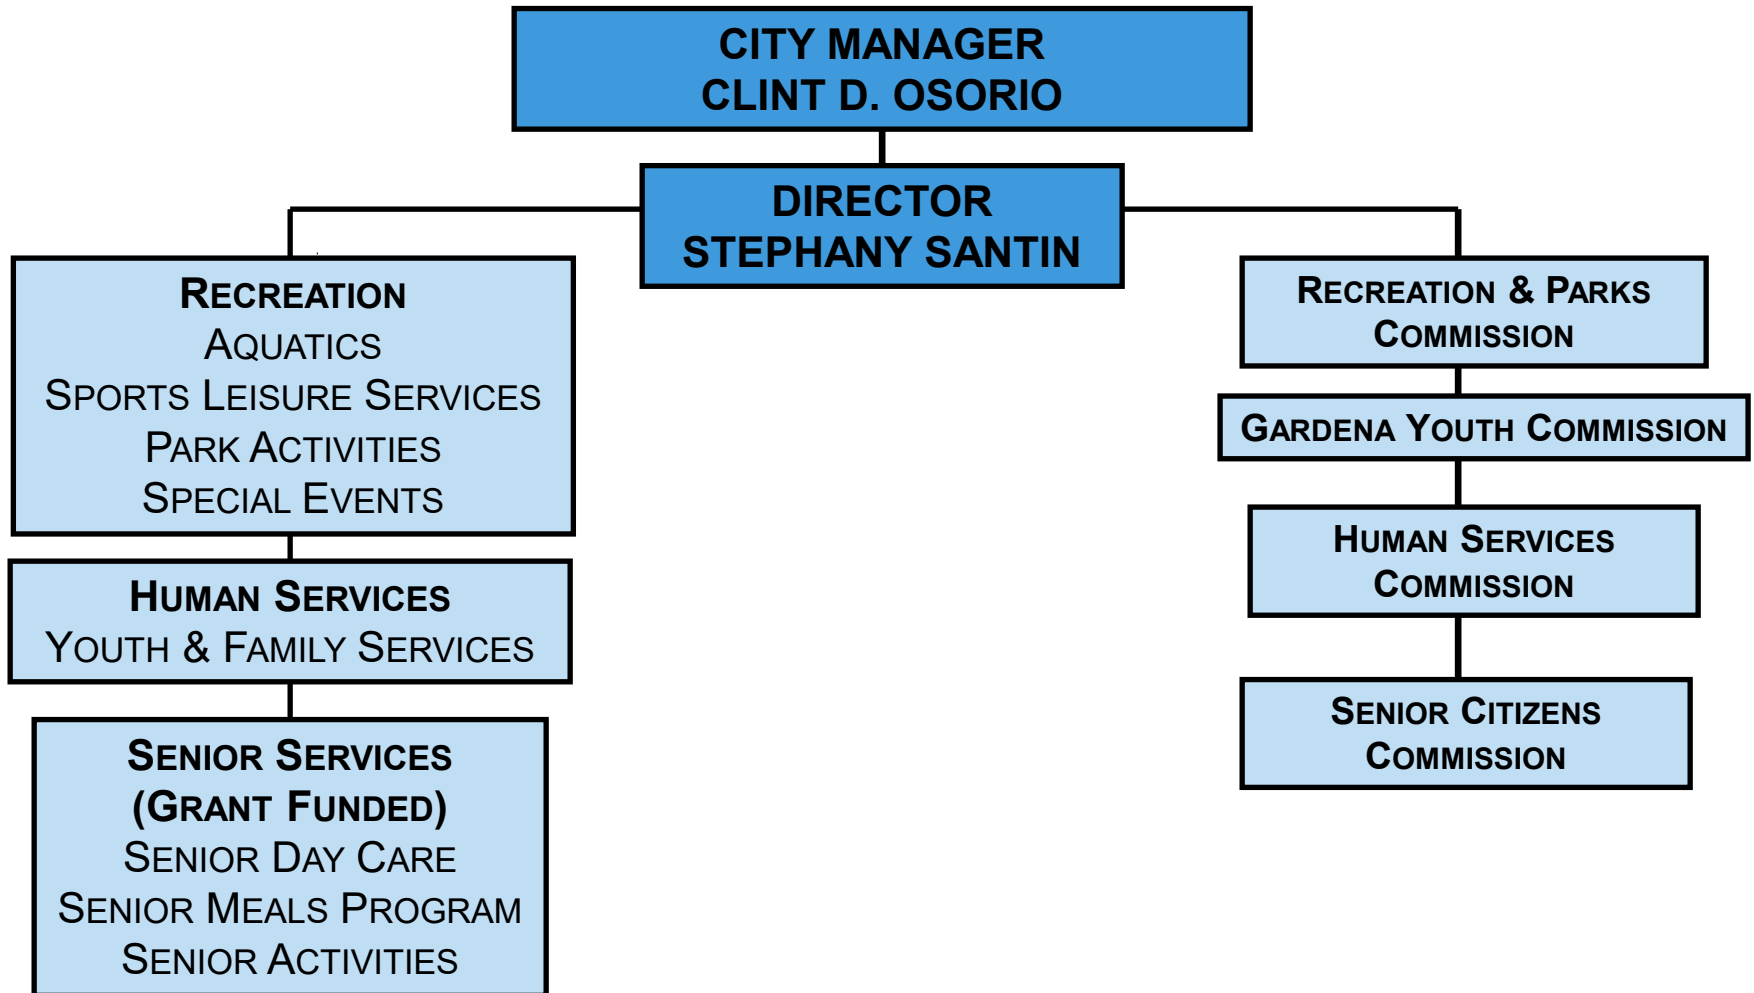 CITY MANAGER
CLINT D. OSORIO
DIRECTOR
STEPHANY SANTIN
RECREATION
AQUATICS
SPORTS LEISURE SERVICES
PARK ACTIVITIES
SPECIAL EVENTS
HUMAN SERVICES
YOUTH & FAMILY SERVICES
SENIOR SERVICES
(GRANT FUNDED)
SENIOR DAY CARE
SENIOR MEALS PROGRAM
SENIOR ACTIVITIES
RECREATION & PARKS
COMMISSION
GARDENA YOUTH COMMISSION
HUMAN SERVICES
COMMISSION
SENIOR CITIZENS
COMMISSION